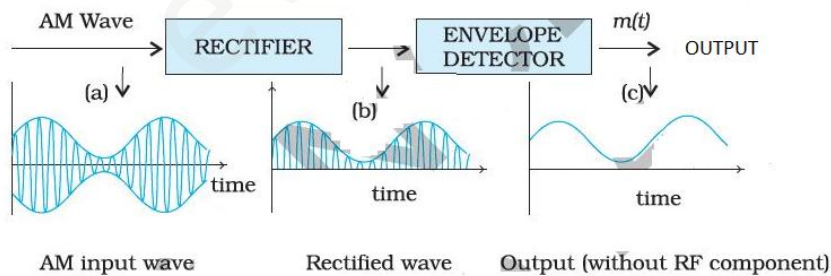 AM Wave
RECTIFIER
ENVELOPE
DETECTOR
m(t)
OUTPUT
(a)
(b)
(c)
time
time
time
AM input wave
Rectified wave
Output (without RF component)